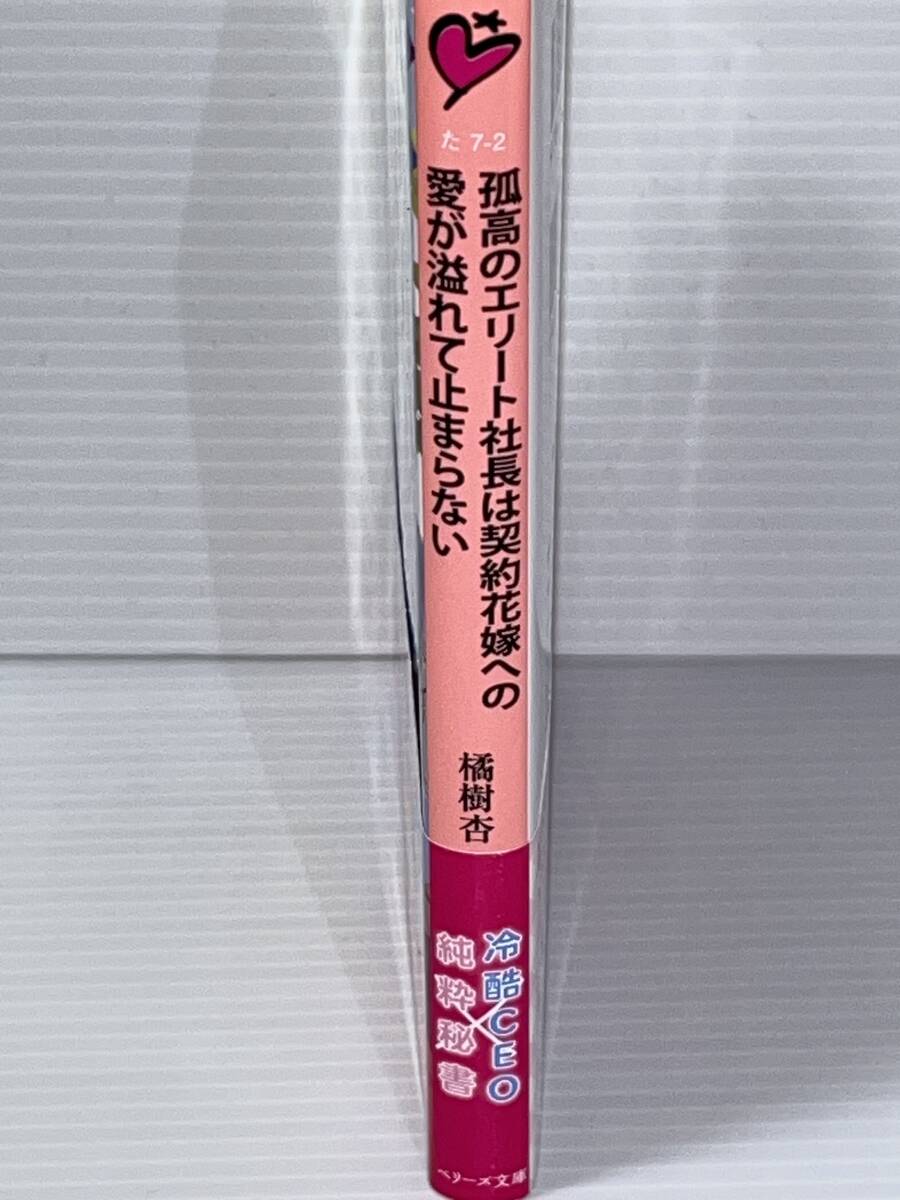 た 7-2
孤高のエリート社長は契約花嫁への
愛が溢れて止まらない
橘樹杏
冷酷CEO
×
純粋秘書
ベリーズ文庫